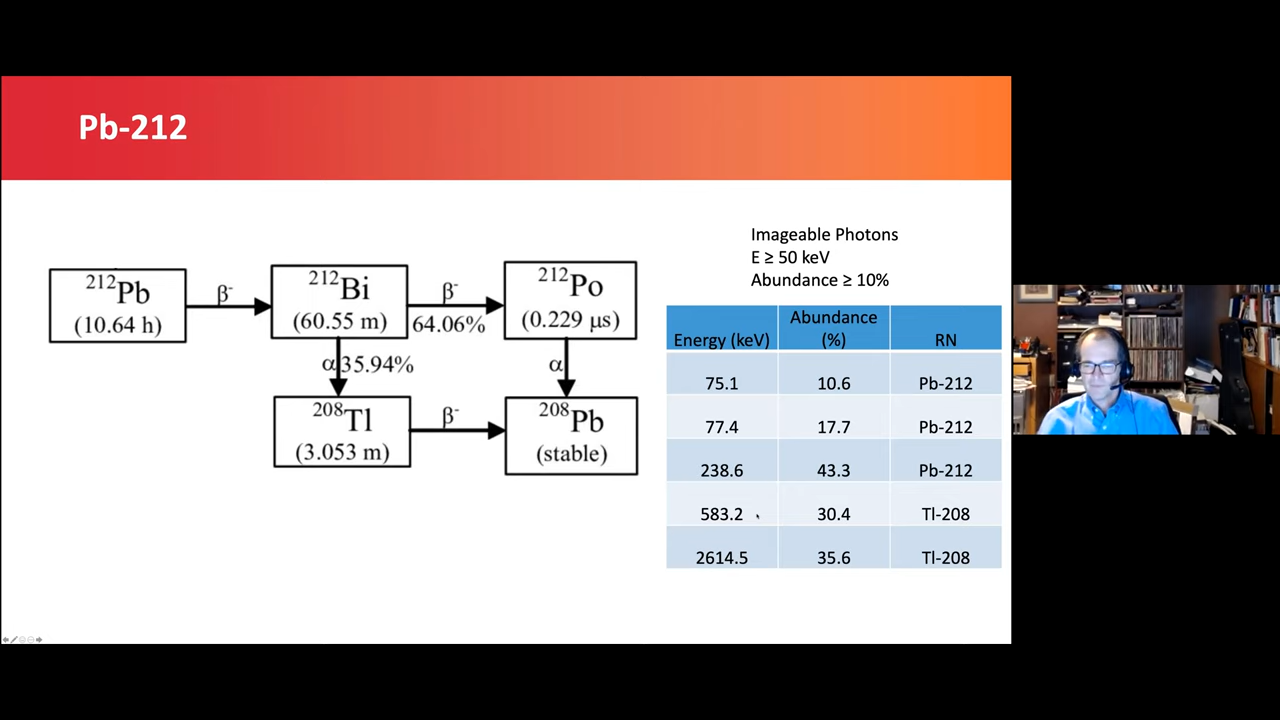 Pb-212
²¹²Pb
(10.64 h)
β⁻
²¹²Bi
(60.55 m)
β⁻
64.06%
²¹²Po
(0.229 μs)
α 35.94%
α
²⁰⁸Tl
(3.053 m)
β⁻
²⁰⁸Pb
(stable)
Imageable Photons
E ≥ 50 keV
Abundance ≥ 10%
Energy (keV) Abundance (%) RN
75.1 10.6 Pb-212
77.4 17.7 Pb-212
238.6 43.3 Pb-212
583.2 30.4 Tl-208
2614.5 35.6 Tl-208